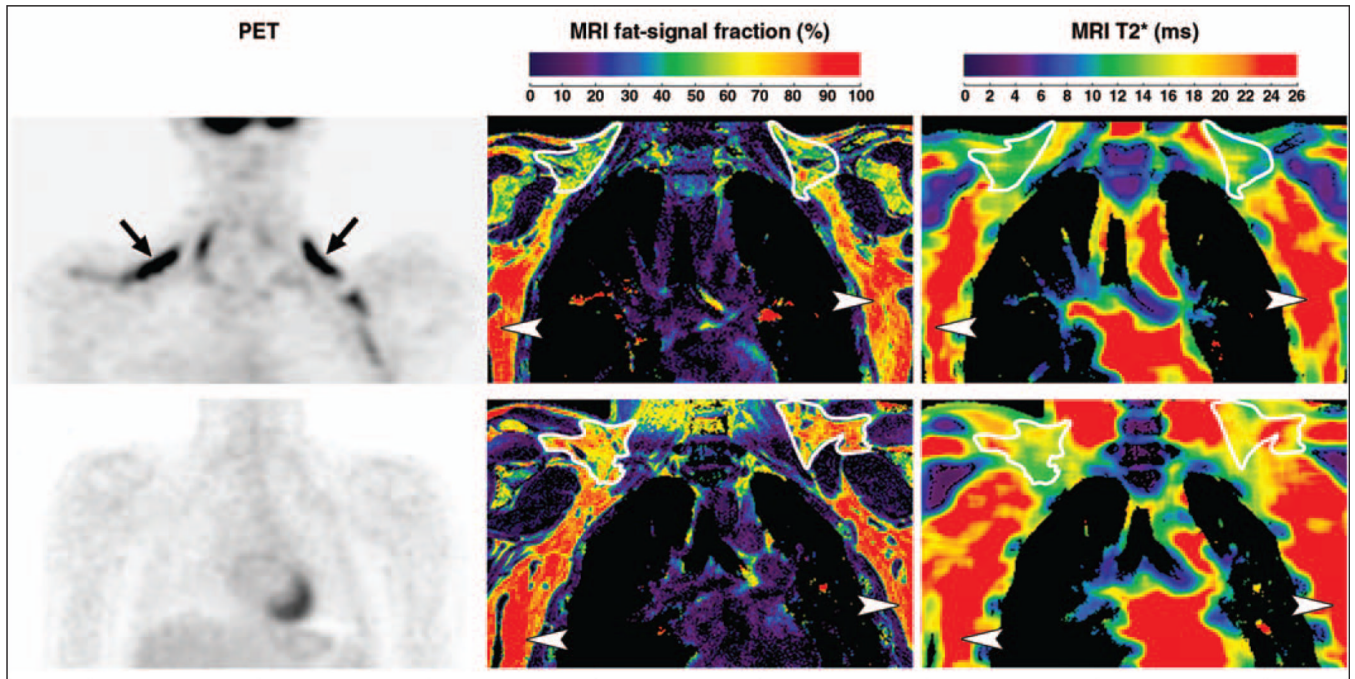 PET
MRI fat-signal fraction (%)
MRI T2* (ms)
0 10 20 30 40 50 60 70 80 90 100
0 2 4 6 8 10 12 14 16 18 20 22 24 26